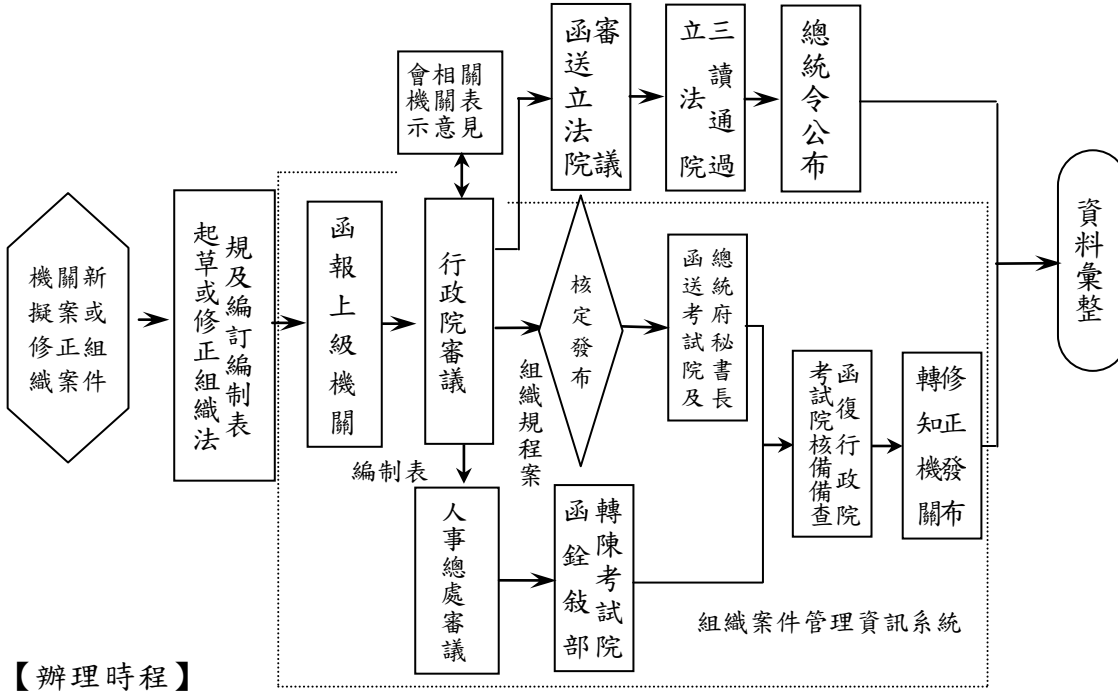 會相關
機關表
示意見
函送立法院
審議
立法院
三讀通過
總統令公布
機關新
擬案或
修正組
織案件
起草或修正組織法
規及編訂編制表
函報上級機關
行政院審議
組織規程案
核定發布
函送考試院及
總統府秘書長
考試院核備備查
函復行政院
轉知機關
修正發布
資料彙整
編制表
人事總處審議
函銓敍部
轉陳考試院
組織案件管理資訊系統
【辦理時程】